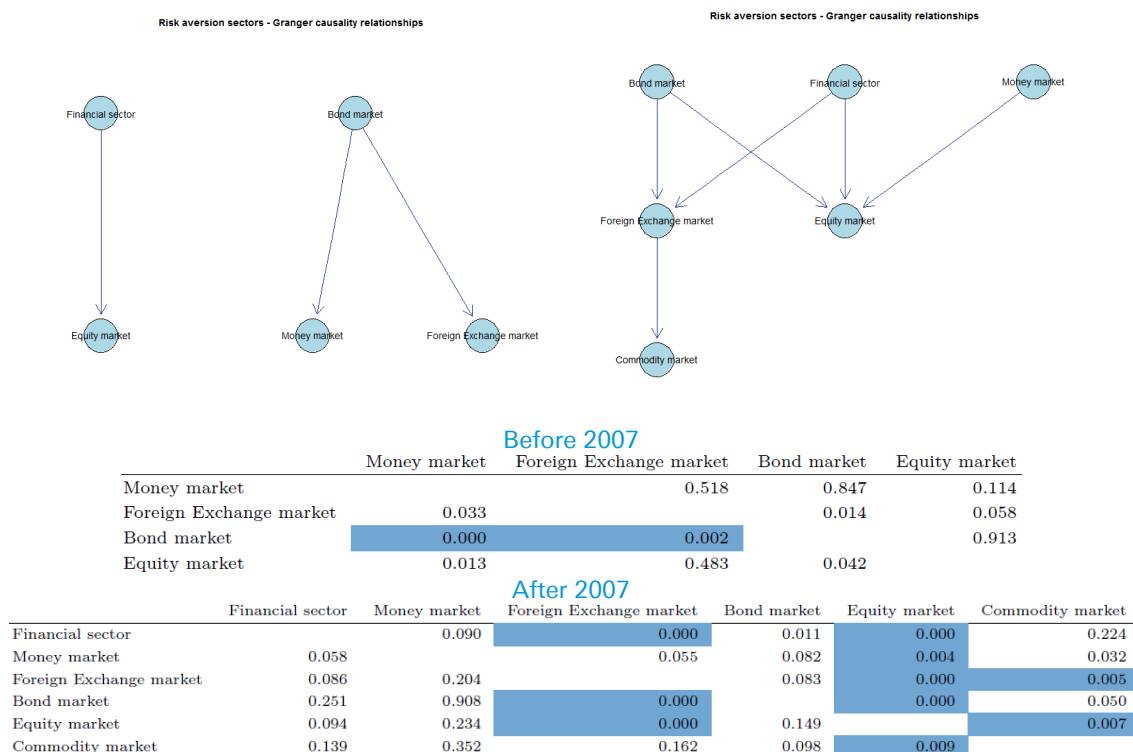 Risk aversion sectors - Granger causality relationships
Financial sector
Bond market
Equity market
Money market
Foreign Exchange market
Risk aversion sectors - Granger causality relationships
Bond market
Financial sector
Money market
Foreign Exchange market
Equity market
Commodity market
Before 2007
Money market Foreign Exchange market Bond market Equity market
Money market 0.518 0.847 0.114
Foreign Exchange market 0.033 0.014 0.058
Bond market 0.000 0.002 0.913
Equity market 0.013 0.483 0.042
After 2007
Financial sector Money market Foreign Exchange market Bond market Equity market Commodity market
Financial sector 0.090 0.000 0.011 0.000 0.224
Money market 0.058 0.055 0.082 0.004 0.032
Foreign Exchange market 0.086 0.204 0.083 0.000 0.005
Bond market 0.251 0.908 0.000 0.000 0.050
Equity market 0.094 0.234 0.000 0.149 0.007
Commodity market 0.139 0.352 0.162 0.098 0.009